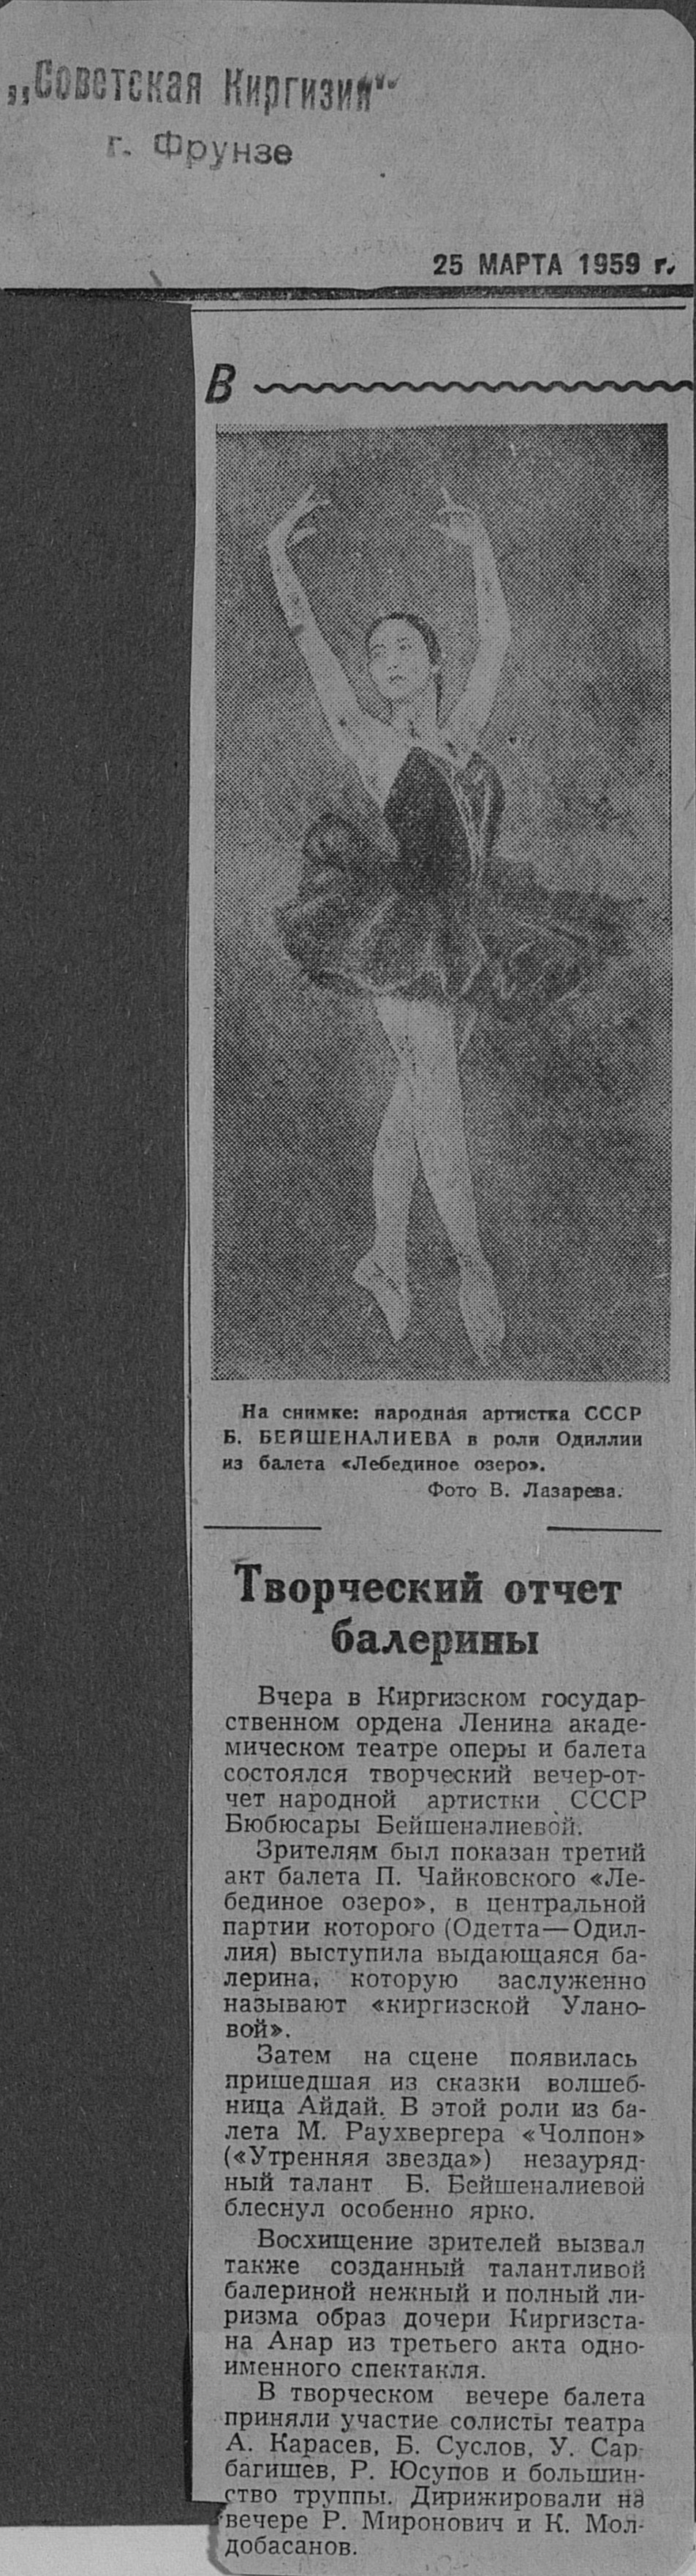 „Советская Киргизия"
г. Фрунзе
25 МАРТА 1959 г.
В
На снимке: народная артистка СССР
Б. БЕЙШЕНАЛИЕВА в роли Одиллии
из балета «Лебединое озеро».
Фото В. Лазарева.
Творческий отчет
балерины
Вчера в Киргизском государ-
ственном ордена Ленина акаде-
мическом театре оперы и балета
состоялся творческий вечер-от-
чет народной артистки СССР
Бюбюсары Бейшеналиевой.
Зрителям был показан третий
акт балета П. Чайковского «Ле-
бединое озеро», в центральной
партии которого (Одетта—Одил-
лия) выступила выдающаяся ба-
лерина, которую заслуженно
называют «киргизской Улано-
вой».
Затем на сцене появилась
пришедшая из сказки волшеб-
ница Айдай. В этой роли из ба-
лета М. Раухвергера «Чолпон»
(«Утренняя звезда») незауряд-
ный талант Б. Бейшеналиевой
блеснул особенно ярко.
Восхищение зрителей вызвал
также созданный талантливой
балериной нежный и полный ли-
ризма образ дочери Киргизста-
на Анар из третьего акта одно-
именного спектакля.
В творческом вечере балета
приняли участие солисты театра
А. Карасев, Б. Суслов, У. Сар-
багишев, Р. Юсупов и большин-
ство труппы. Дирижировали на
вечере Р. Миронович и К. Мол-
добасанов.